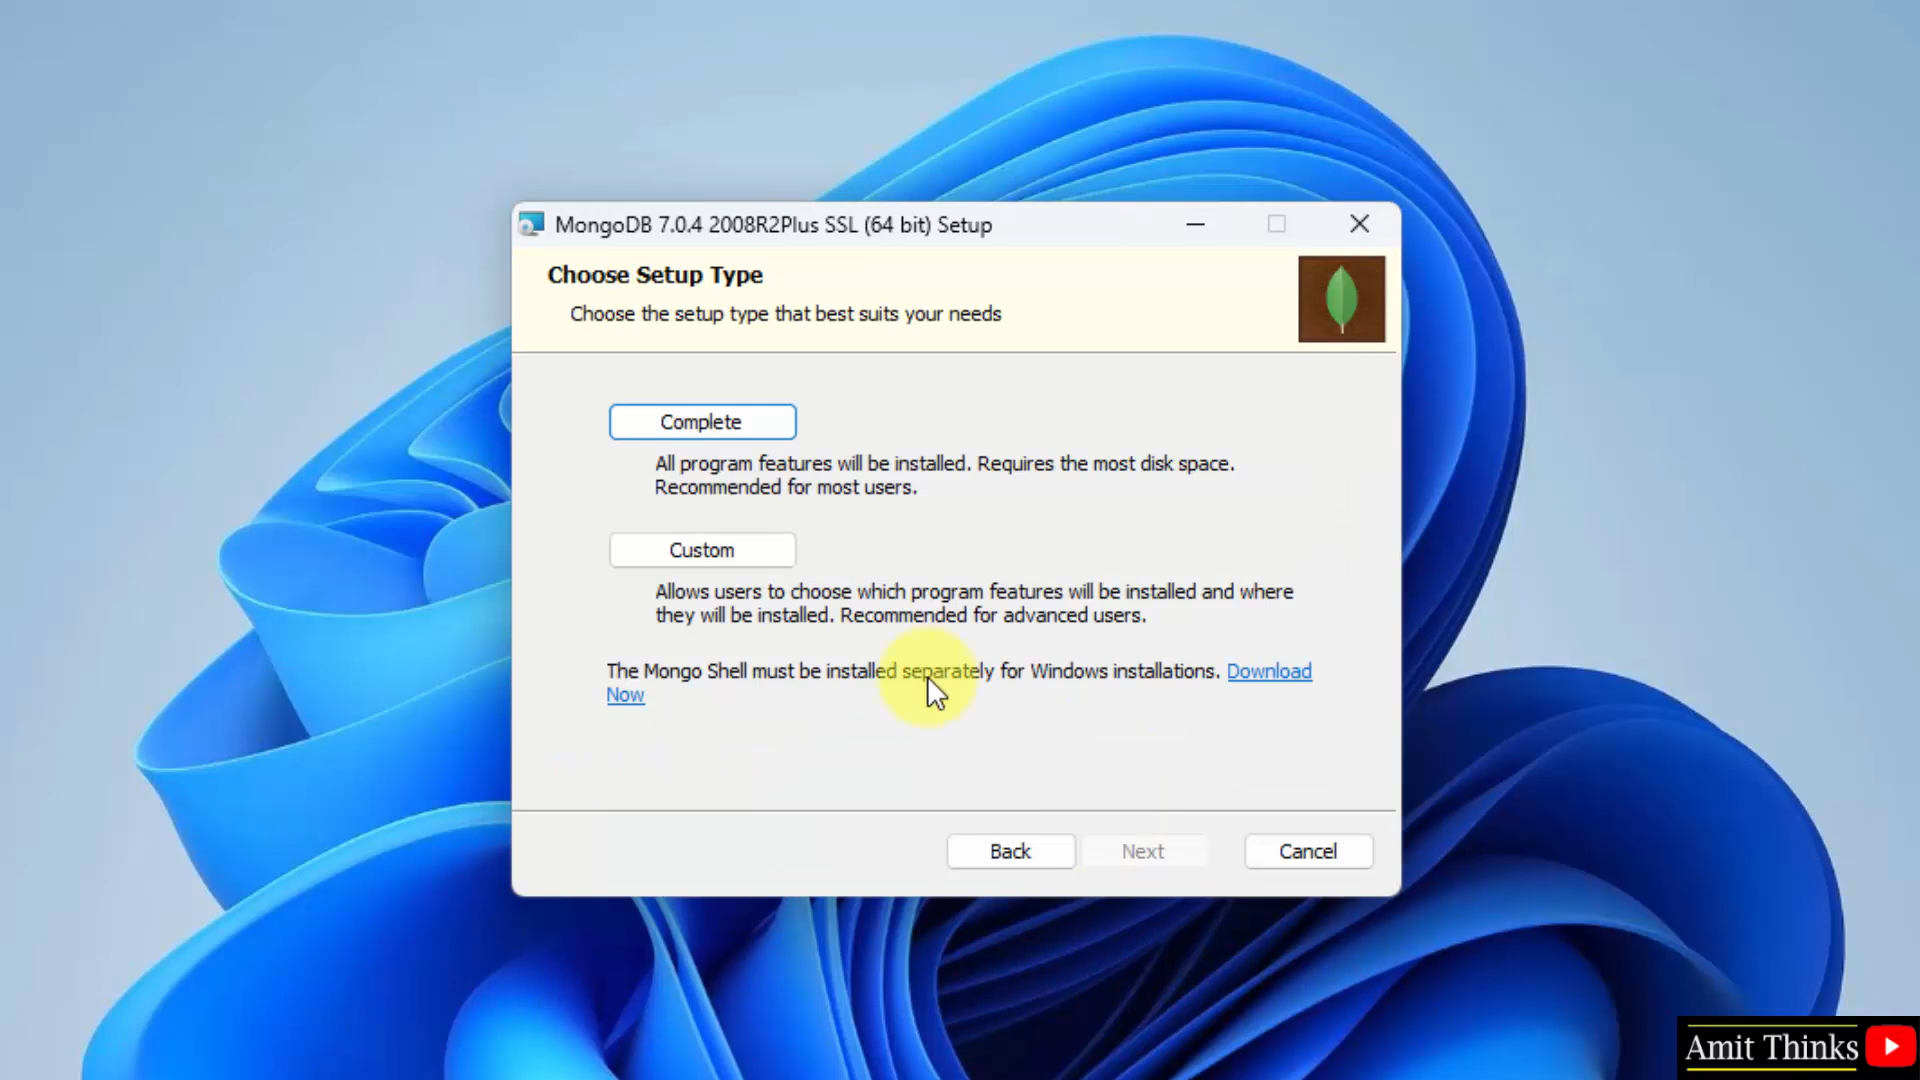 MongoDB 7.0.4 2008R2Plus SSL (64 bit) Setup
Choose Setup Type
Choose the setup type that best suits your needs
Complete
All program features will be installed. Requires the most disk space.
Recommended for most users.
Custom
Allows users to choose which program features will be installed and where
they will be installed. Recommended for advanced users.
The Mongo Shell must be installed separately for Windows installations. Download
Now
Back
Next
Cancel
Amit Thinks